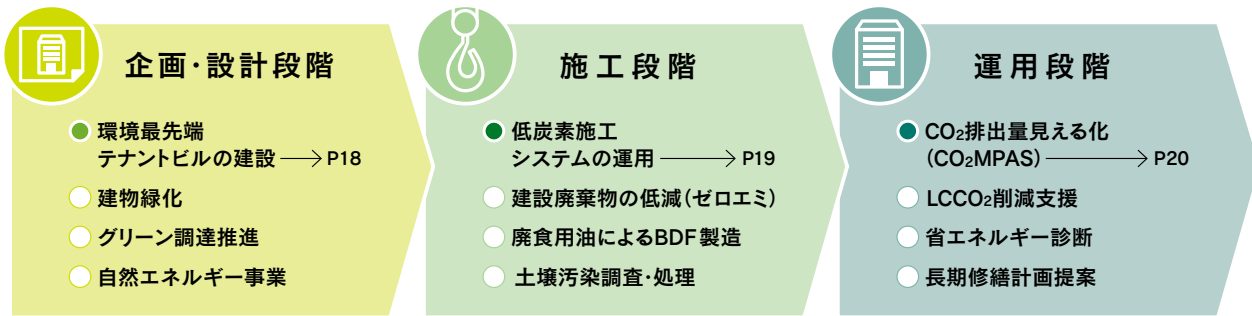 企画・設計段階
環境最先端
テナントビルの建設 → P18
建物緑化
グリーン調達推進
自然エネルギー事業
施工段階
低炭素施工
システムの運用 → P19
建設廃棄物の低減(ゼロエミ)
廃食用油によるBDF製造
土壌汚染調査・処理
運用段階
CO₂排出量見える化
(CO₂MPAS) → P20
LCCO₂削減支援
省エネルギー診断
長期修繕計画提案